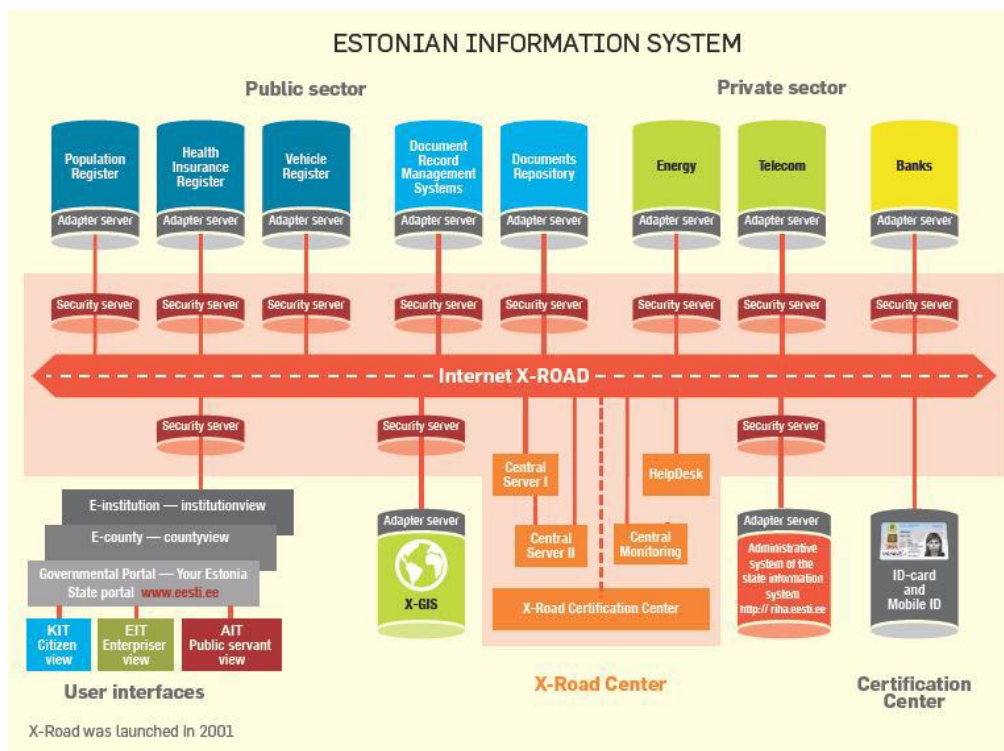 ESTONIAN INFORMATION SYSTEM
Public sector
Private sector
Population
Register
Adapter server
Health
Insurance
Register
Adapter server
Vehicle
Register
Adapter server
Document
Record
Management
Systems
Adapter server
Documents
Repository
Adapter server
Energy
Adapter server
Telecom
Adapter server
Banks
Adapter server
Security server
Security server
Security server
Security server
Security server
Security server
Security server
Security server
Internet X-ROAD
Security server
Security server
Security server
E-institution — institutionview
E-county — countyview
Governmental Portal — Your Estonia
State portal www.eesti.ee
KIT
Citizen
view
EIT
Enterpriser
view
AIT
Public servant
view
User interfaces
Adapter server
X-GIS
Central
Server I
Central
Server II
HelpDesk
Central
Monitoring
X-Road Certification Center
X-Road Center
Adapter server
Administrative
system of the
state information
system
http:// riha.eesti.ee
ID-card
and
Mobile ID
Certification
Center
X-Road was launched in 2001